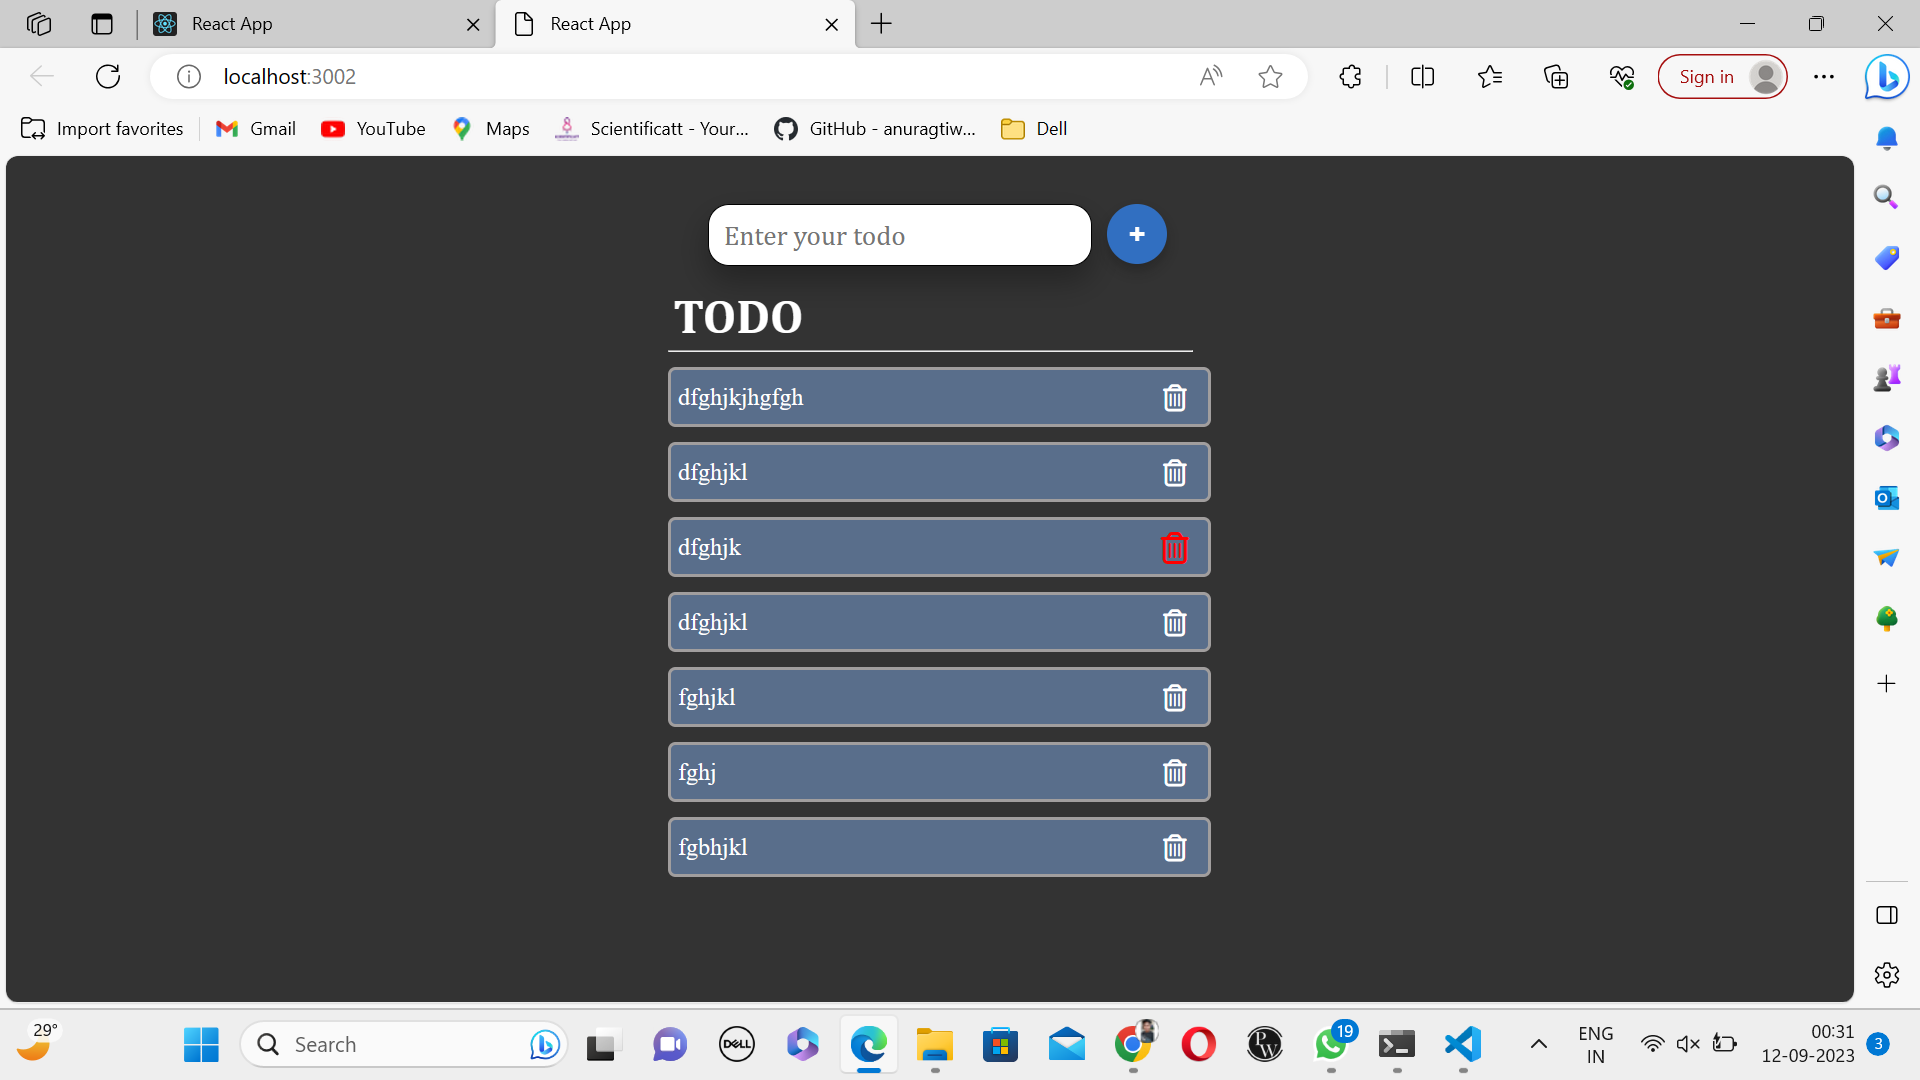 React App
React App
localhost:3002
Sign in
Import favorites
Gmail
YouTube
Maps
Scientificatt - Your...
GitHub - anuragtiw...
Dell
Enter your todo
+
TODO
dfghjkjhgfgh
dfghjkl
dfghjk
dfghjkl
fghjkl
fghj
fgbhjkl
29°
Search
DELL
PW
19
ENG
IN
00:31
12-09-2023
3